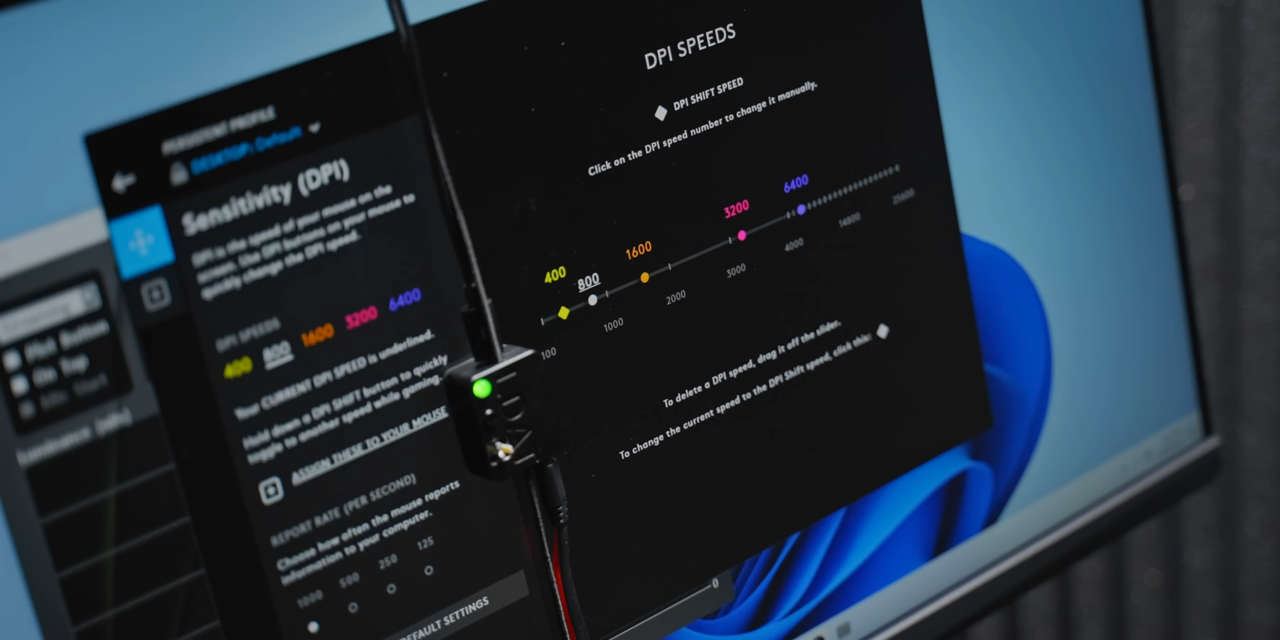 PERSISTENT PROFILE
DESKTOP: Default
Sensitivity (DPI)
DPI is the speed of your mouse on the
screen. Use DPI buttons on your mouse to
quickly change the DPI speed.
DPI SPEEDS
400 800 1600 3200 6400
Your CURRENT DPI SPEED is underlined.
Hold down a DPI SHIFT button to quickly
toggle to another speed while gaming.
ASSIGN THESE TO YOUR MOUSE
REPORT RATE (PER SECOND)
Choose how often the mouse reports
information to your computer.
1000 500 250 125
DEFAULT SETTINGS
DPI SPEEDS
DPI SHIFT SPEED
Click on the DPI speed number to change it manually.
400 800 1600 3200 6400
100 1000 2000 3000 4000 14800 25600
To delete a DPI speed, drag it off the slider.
To change the current speed to the DPI Shift speed, click this:
Button
On Top
0